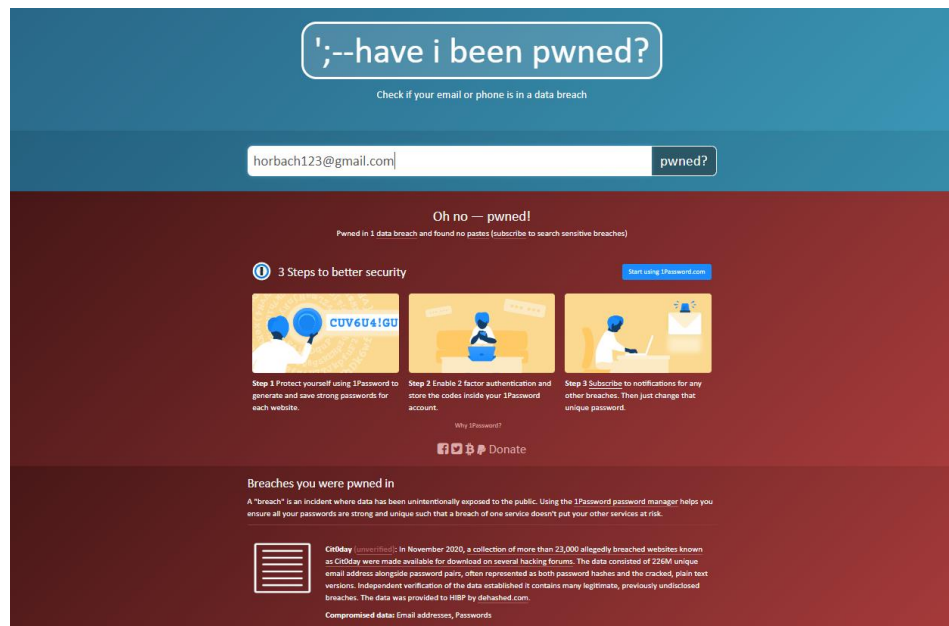 ';--have i been pwned?
Check if your email or phone is in a data breach
horbach123@gmail.com
pwned?
Oh no — pwned!
Pwned in 1 data breach and found no pastes (subscribe to search sensitive breaches)
3 Steps to better security
Start using 1Password.com
CUV6U4!GU
Step 1 Protect yourself using 1Password to
generate and save strong passwords for
each website.
Step 2 Enable 2 factor authentication and
store the codes inside your 1Password
account.
Step 3 Subscribe to notifications for any
other breaches. Then just change that
unique password.
Why 1Password?
Donate
Breaches you were pwned in
A "breach" is an incident where data has been unintentionally exposed to the public. Using the 1Password password manager helps you
ensure all your passwords are strong and unique such that a breach of one service doesn't put your other services at risk.
Cit0day (unverified): In November 2020, a collection of more than 23,000 allegedly breached websites known
as Cit0day were made available for download on several hacking forums. The data consisted of 226M unique
email address alongside password pairs, often represented as both password hashes and the cracked, plain text
versions. Independent verification of the data established it contains many legitimate, previously undisclosed
breaches. The data was provided to HIBP by dehashed.com.
Compromised data: Email addresses, Passwords